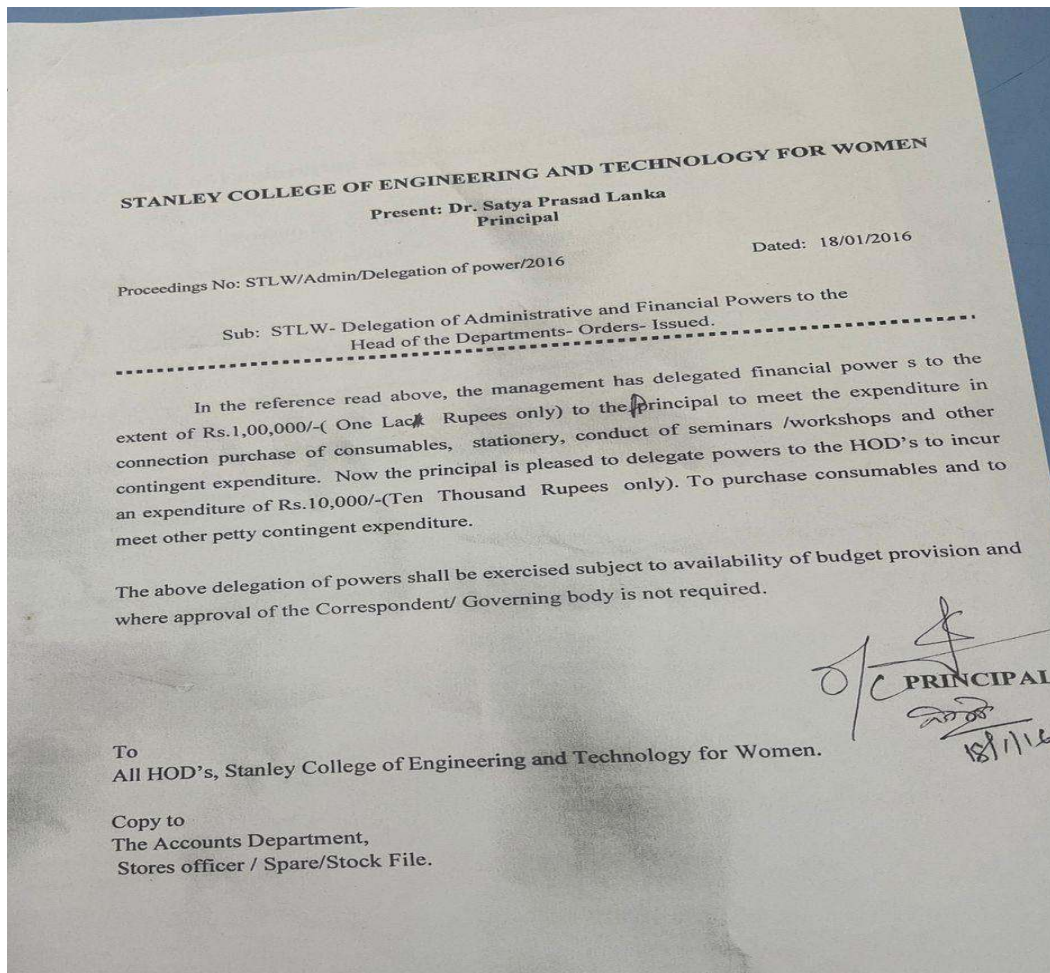 STANLEY COLLEGE OF ENGINEERING AND TECHNOLOGY FOR WOMEN
Present: Dr. Satya Prasad Lanka
Principal
Dated: 18/01/2016
Proceedings No: STLW/Admin/Delegation of power/2016
Sub: STLW- Delegation of Administrative and Financial Powers to the
Head of the Departments- Orders- Issued.
In the reference read above, the management has delegated financial power s to the
extent of Rs.1,00,000/-( One Lack Rupees only) to the Principal to meet the expenditure in
connection purchase of consumables, stationery, conduct of seminars /workshops and other
contingent expenditure. Now the principal is pleased to delegate powers to the HOD's to incur
an expenditure of Rs.10,000/-(Ten Thousand Rupees only). To purchase consumables and to
meet other petty contingent expenditure.
The above delegation of powers shall be exercised subject to availability of budget provision and
where approval of the Correspondent/ Governing body is not required.
o/c PRINCIPAL
18/1/16
To
All HOD's, Stanley College of Engineering and Technology for Women.
Copy to
The Accounts Department,
Stores officer / Spare/Stock File.